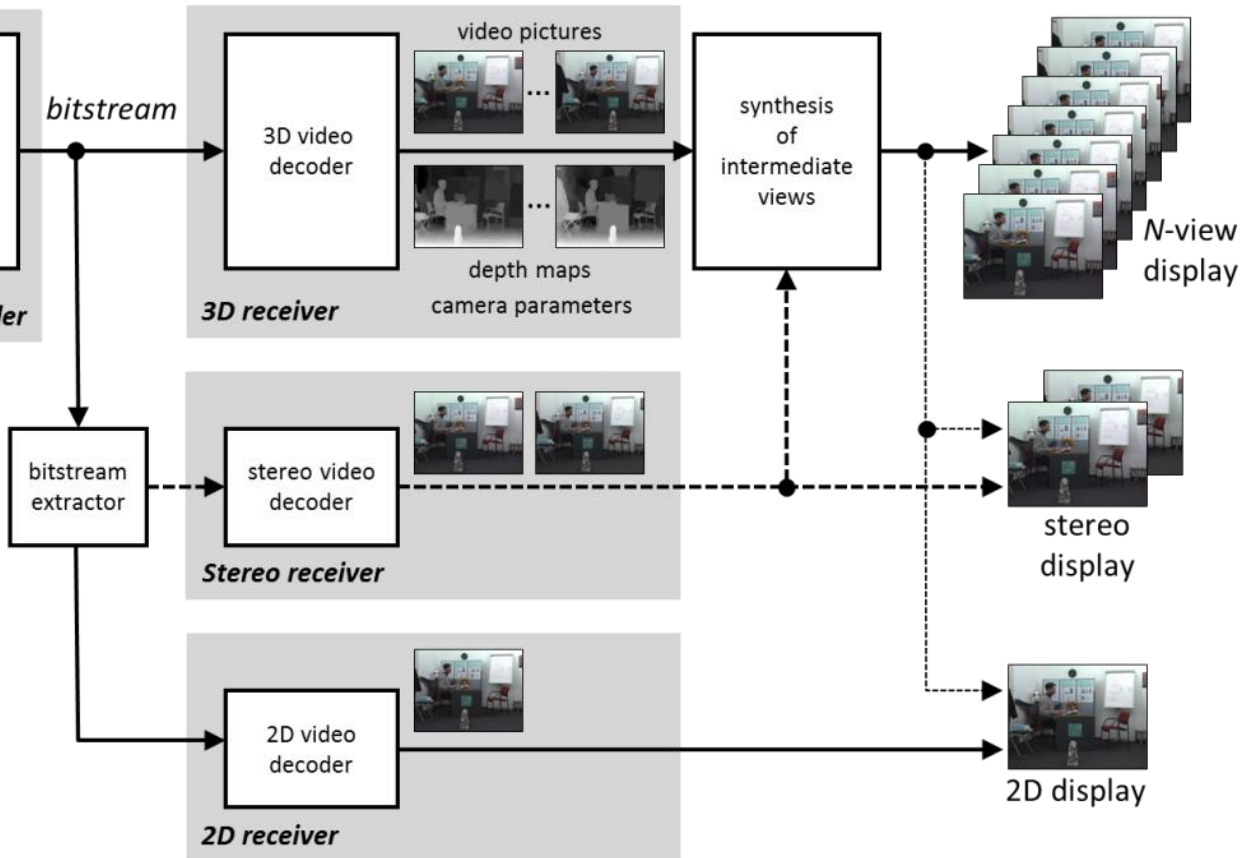 video pictures
bitstream
3D video
decoder
...
...
synthesis
of
intermediate
views
...
...
depth maps
camera parameters
3D receiver
N-view
display
bitstream
extractor
stereo video
decoder
Stereo receiver
stereo
display
2D video
decoder
2D receiver
2D display